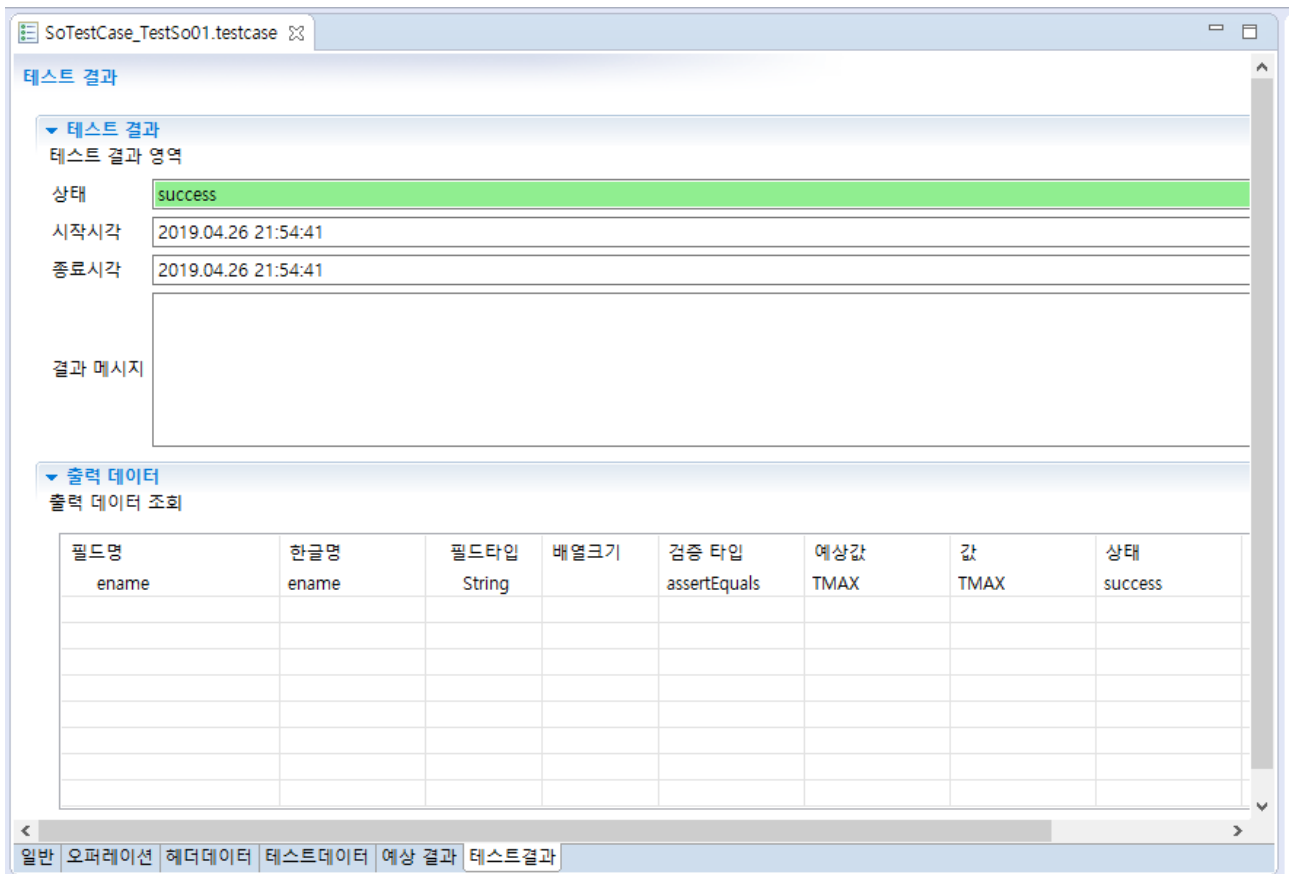 SoTestCase_TestSo01.testcase
테스트 결과
테스트 결과
테스트 결과 영역
상태 success
시작시각 2019.04.26 21:54:41
종료시각 2019.04.26 21:54:41
결과 메시지
출력 데이터
출력 데이터 조회
필드명 한글명 필드타입 배열크기 검증 타입 예상값 값 상태
ename ename String assertEquals TMAX TMAX success
일반 오퍼레이션 헤더데이터 테스트데이터 예상 결과 테스트결과